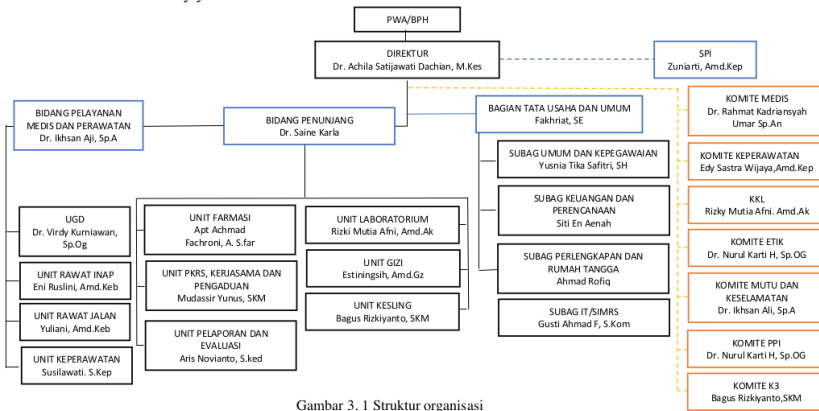 PWA/BPH
DIREKTUR
Dr. Achila Satijawati Dachian, M.Kes
SPI
Zuniarti, Amd.Kep
BIDANG PELAYANAN
MEDIS DAN PERAWATAN
Dr. Ikhsan Aji, Sp.A
BIDANG PENUNJANG
Dr. Saine Karla
BAGIAN TATA USAHA DAN UMUM
Fakhriat, SE
KOMITE MEDIS
Dr. Rahmat Kadriansyah
Umar Sp.An
SUBAG UMUM DAN KEPEGAWAIAN
Yusnia Tika Safitri, SH
KOMITE KEPERAWATAN
Edy Sastra Wijaya,Amd.Kep
SUBAG KEUANGAN DAN
PERENCANAAN
Siti En Aenah
KKL
Rizky Mutia Afni. Amd.Ak
UGD
Dr. Virdy Kurniawan,
Sp.Og
UNIT FARMASI
Apt Achmad
Fachroni, A. S.far
UNIT LABORATORIUM
Rizki Mutia Afni, Amd.Ak
KOMITE ETIK
Dr. Nurul Karti H, Sp.OG
SUBAG PERLENGKAPAN DAN
RUMAH TANGGA
Ahmad Rofiq
UNIT RAWAT INAP
Eni Ruslini, Amd.Keb
UNIT PKRS, KERJASAMA DAN
PENGADUAN
Mudassir Yunus, SKM
UNIT GIZI
Estiningsih, Amd.Gz
KOMITE MUTU DAN
KESELAMATAN
Dr. Ikhsan Ali, Sp.A
UNIT RAWAT JALAN
Yuliani, Amd.Keb
UNIT KESLING
Bagus Rizkiyanto, SKM
SUBAG IT/SIMRS
Gusti Ahmad F, S.Kom
UNIT PELAPORAN DAN
EVALUASI
Aris Novianto, S.ked
KOMITE PPI
Dr. Nurul Karti H, Sp.OG
UNIT KEPERAWATAN
Susilawati. S.Kep
KOMITE K3
Bagus Rizkiyanto,SKM
Gambar 3. 1 Struktur organisasi